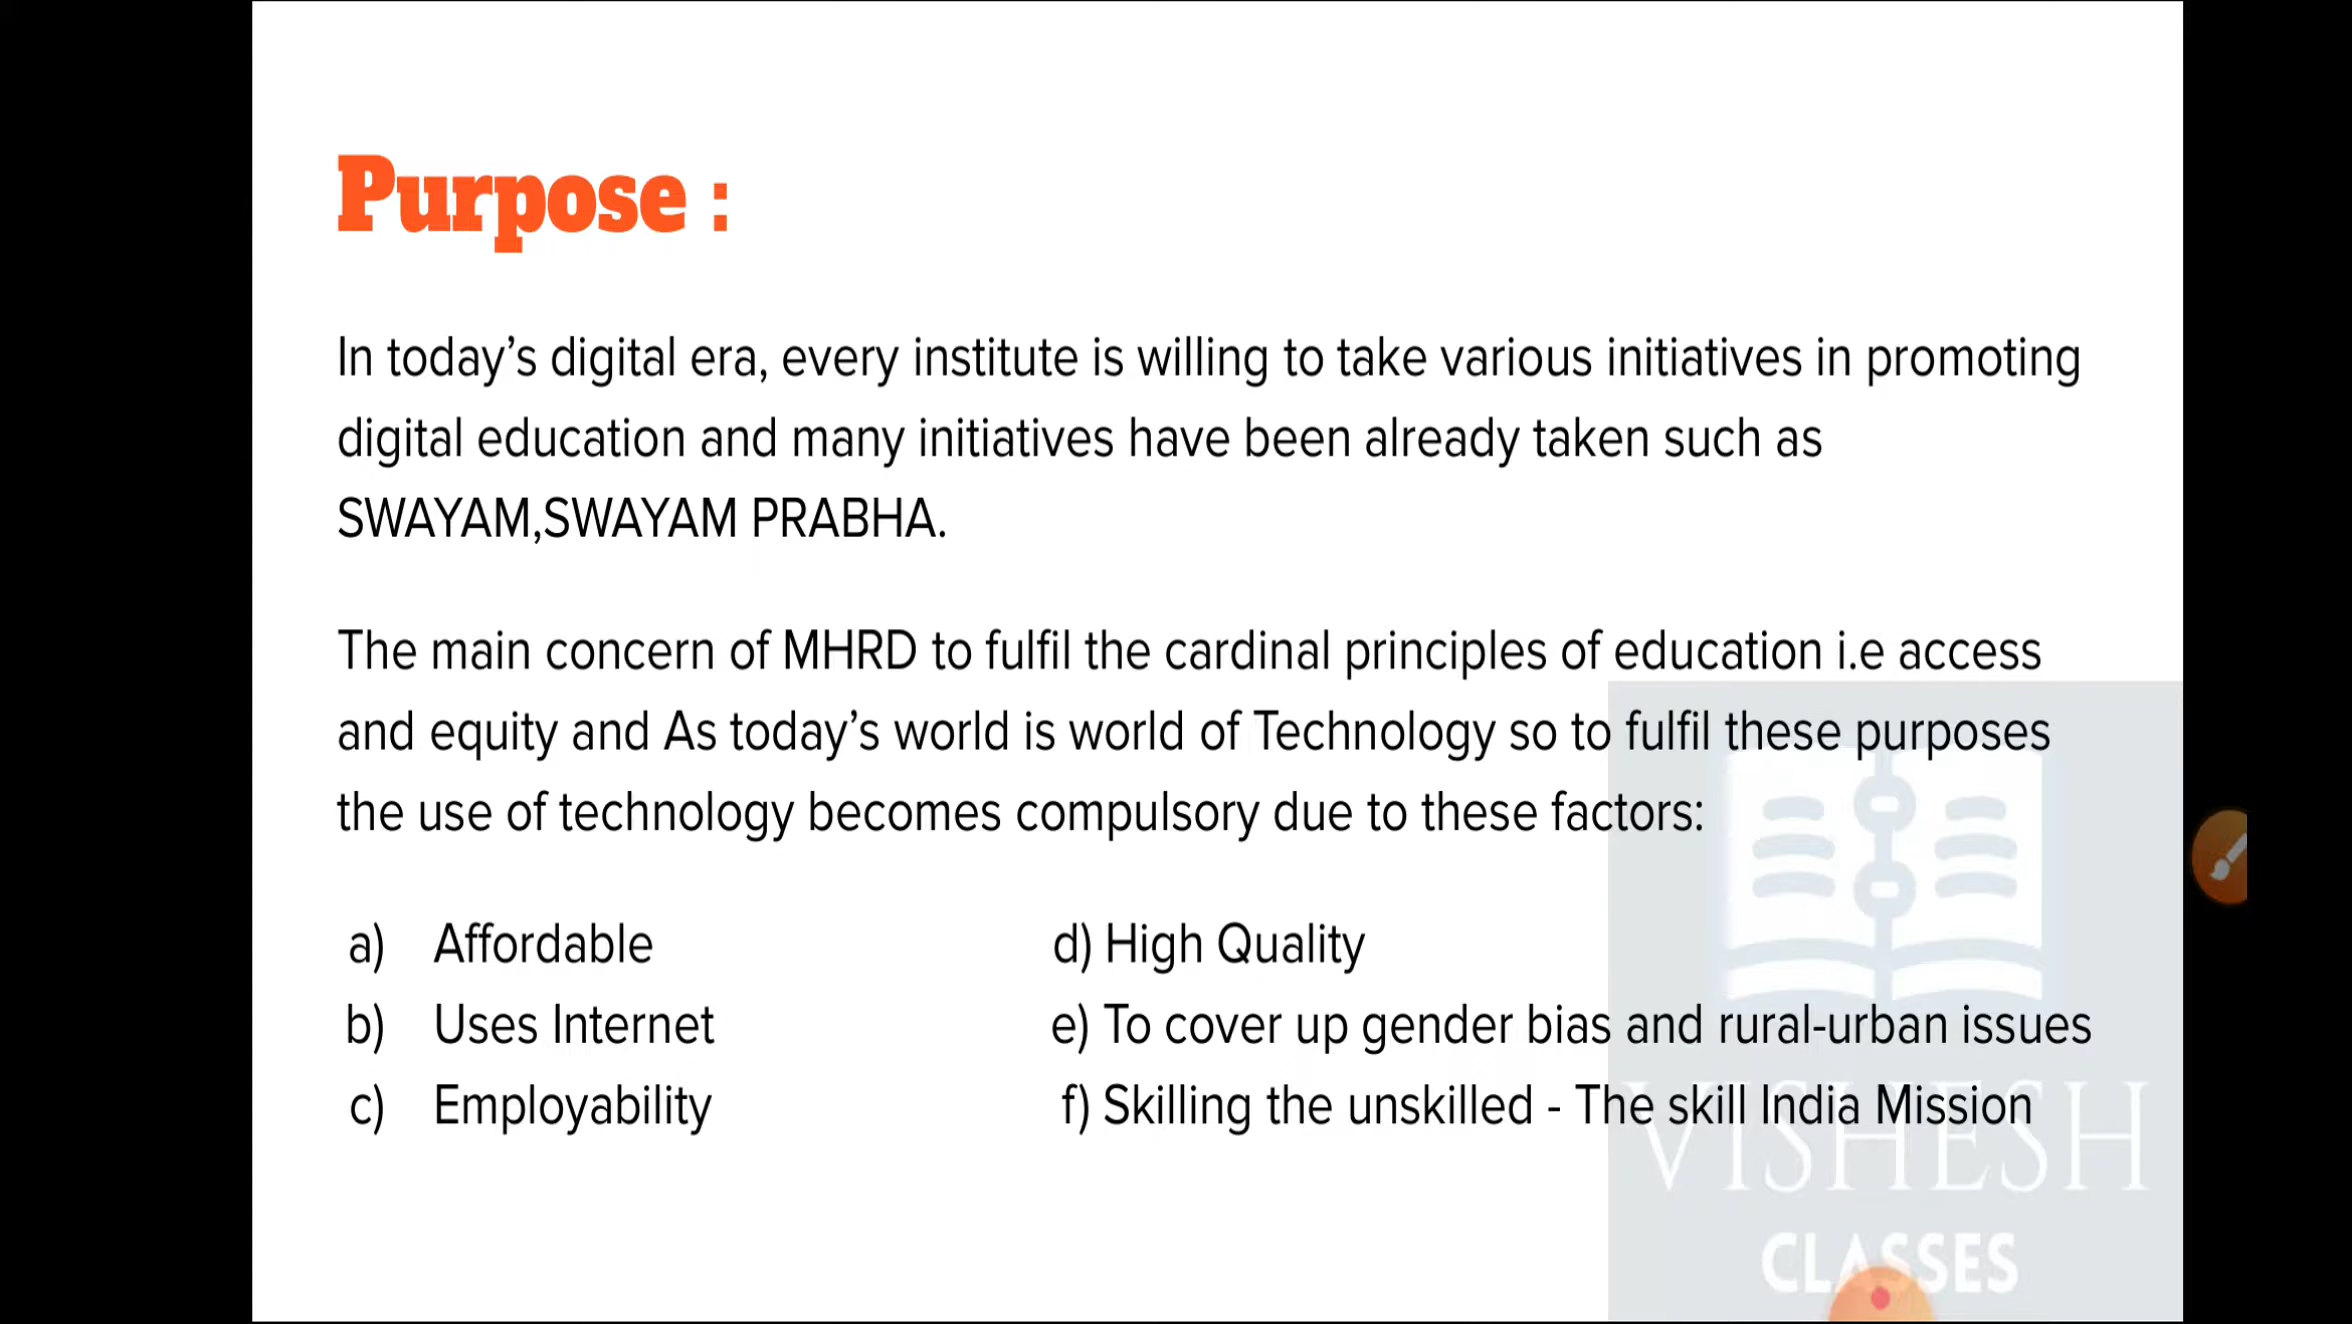 Purpose :
In today’s digital era, every institute is willing to take various initiatives in promoting
digital education and many initiatives have been already taken such as
SWAYAM,SWAYAM PRABHA.
The main concern of MHRD to fulfil the cardinal principles of education i.e access
and equity and As today’s world is world of Technology so to fulfil these purposes
the use of technology becomes compulsory due to these factors:
a) Affordable
b) Uses Internet
c) Employability
d) High Quality
e) To cover up gender bias and rural-urban issues
f) Skilling the unskilled - The skill India Mission
VISHESH
CLASSES